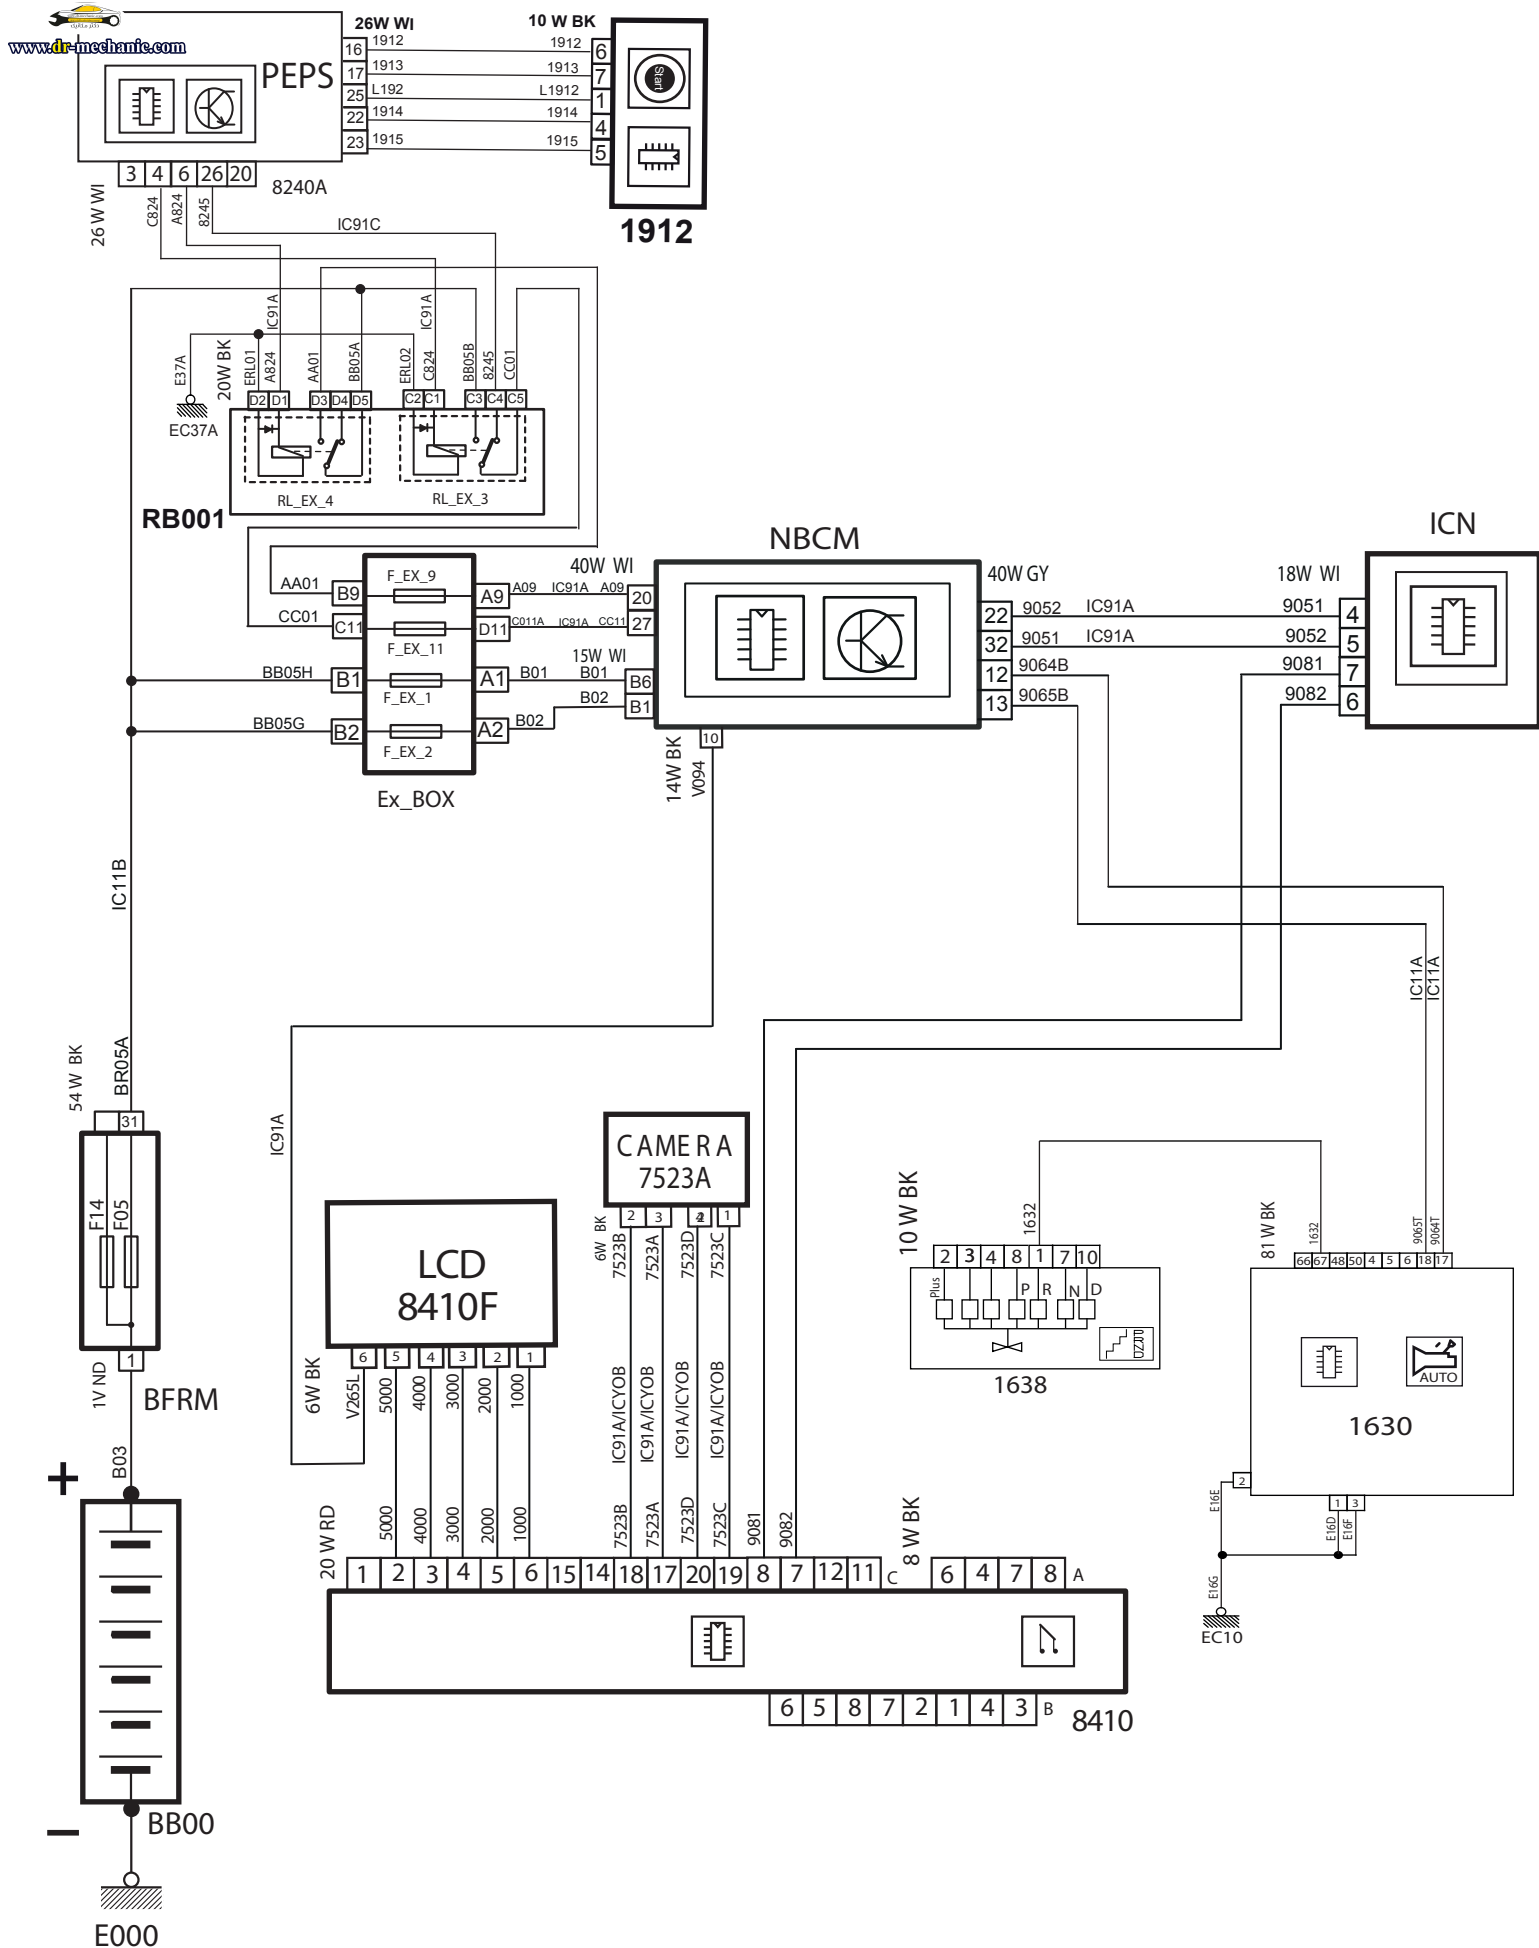 www.dr-mechanic.com
PEPS
26W WI
10 W BK
16 1912 1912 6
17 1913 1913 7
25 L192 L1912 1
22 1914 1914 4
23 1915 1915 5
Start
1912
3 4 6 26 20
8240A
26 W WI
C824 A824 8245
IC91C
IC91A IC91A
E37A
EC37A
20W BK
ERL01 A824 AA01 BB05A ERL02 C824 BB05B 8245 CC01
D2 D1 D3 D4 D5 C2 C1 C3 C4 C5
RL_EX_4 RL_EX_3
RB001
AA01 B9 F_EX_9 A9 A09 IC91A A09 20
CC01 C11 F_EX_11 D11 C011A IC91A CC11 27
BB05H B1 F_EX_1 A1 B01 B01 B6
BB05G B2 F_EX_2 A2 B02 B02 B1
Ex_BOX
40W WI
15W WI
NBCM
10
14W BK
V094
40W GY
22 9052 IC91A 9051 4
32 9051 IC91A 9052 5
12 9064B 9081 7
13 9065B 9082 6
18W WI
ICN
IC11B
BR05A
54 W BK
31
F14 F05
1
1V ND
BFRM
B03
+
BB00
−
E000
IC91A
IC11A IC11A
LCD
8410F
6 5 4 3 2 1
6W BK
V265L 5000 4000 3000 2000 1000
5000 4000 3000 2000 1000
CAMERA
7523A
2 3 1
6W BK
7523B 7523A 7523D 7523C
IC91A/ICYOB IC91A/ICYOB IC91A/ICYOB IC91A/ICYOB
7523B 7523A 7523D 7523C
9081 9082
10 W BK
1632
2 3 4 8 1 7 10
Plus P R N D
PRND
1638
81 W BK
1632 9065T 9064T
66 67 48 50 4 5 6 18 17
AUTO
1630
2
1 3
E16E E16D E16F
E16G
EC10
20 W RD
8 W BK
1 2 3 4 5 6 15 14 18 17 20 19 8 7 12 11 C
6 4 7 8 A
6 5 8 7 2 1 4 3 B
8410